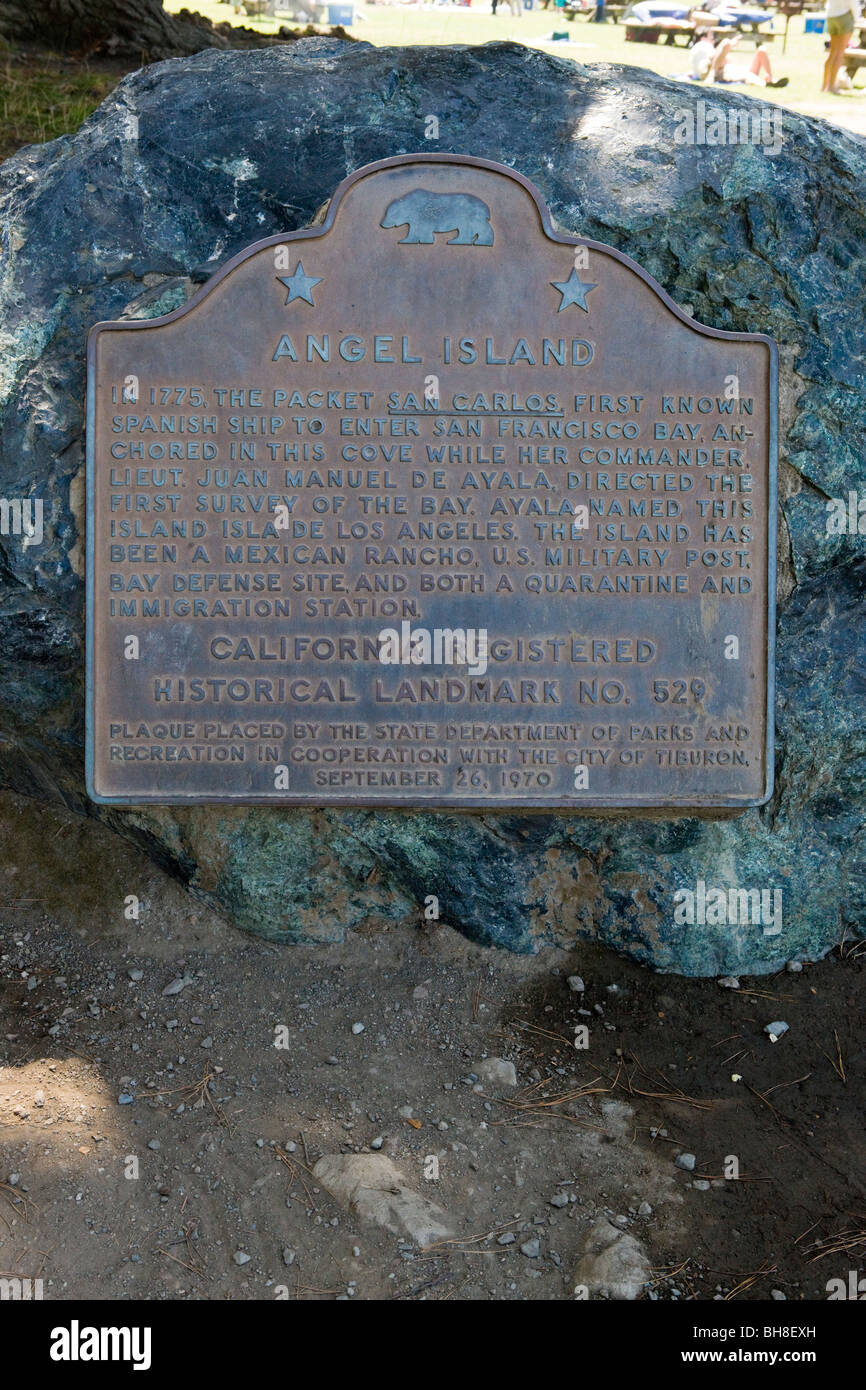 ANGEL ISLAND
IN 1775, THE PACKET SAN CARLOS, FIRST KNOWN
SPANISH SHIP TO ENTER SAN FRANCISCO BAY, AN-
CHORED IN THIS COVE WHILE HER COMMANDER,
LIEUT. JUAN MANUEL DE AYALA, DIRECTED THE
FIRST SURVEY OF THE BAY. AYALA NAMED THIS
ISLAND ISLA DE LOS ANGELES. THE ISLAND HAS
BEEN A MEXICAN RANCHO, U.S. MILITARY POST,
BAY DEFENSE SITE, AND BOTH A QUARANTINE AND
IMMIGRATION STATION.
CALIFORNIA REGISTERED
HISTORICAL LANDMARK NO. 529
PLAQUE PLACED BY THE STATE DEPARTMENT OF PARKS AND
RECREATION IN COOPERATION WITH THE CITY OF TIBURON,
SEPTEMBER 26, 1970
alamy
alamy
Image ID: BH8EXH
www.alamy.com